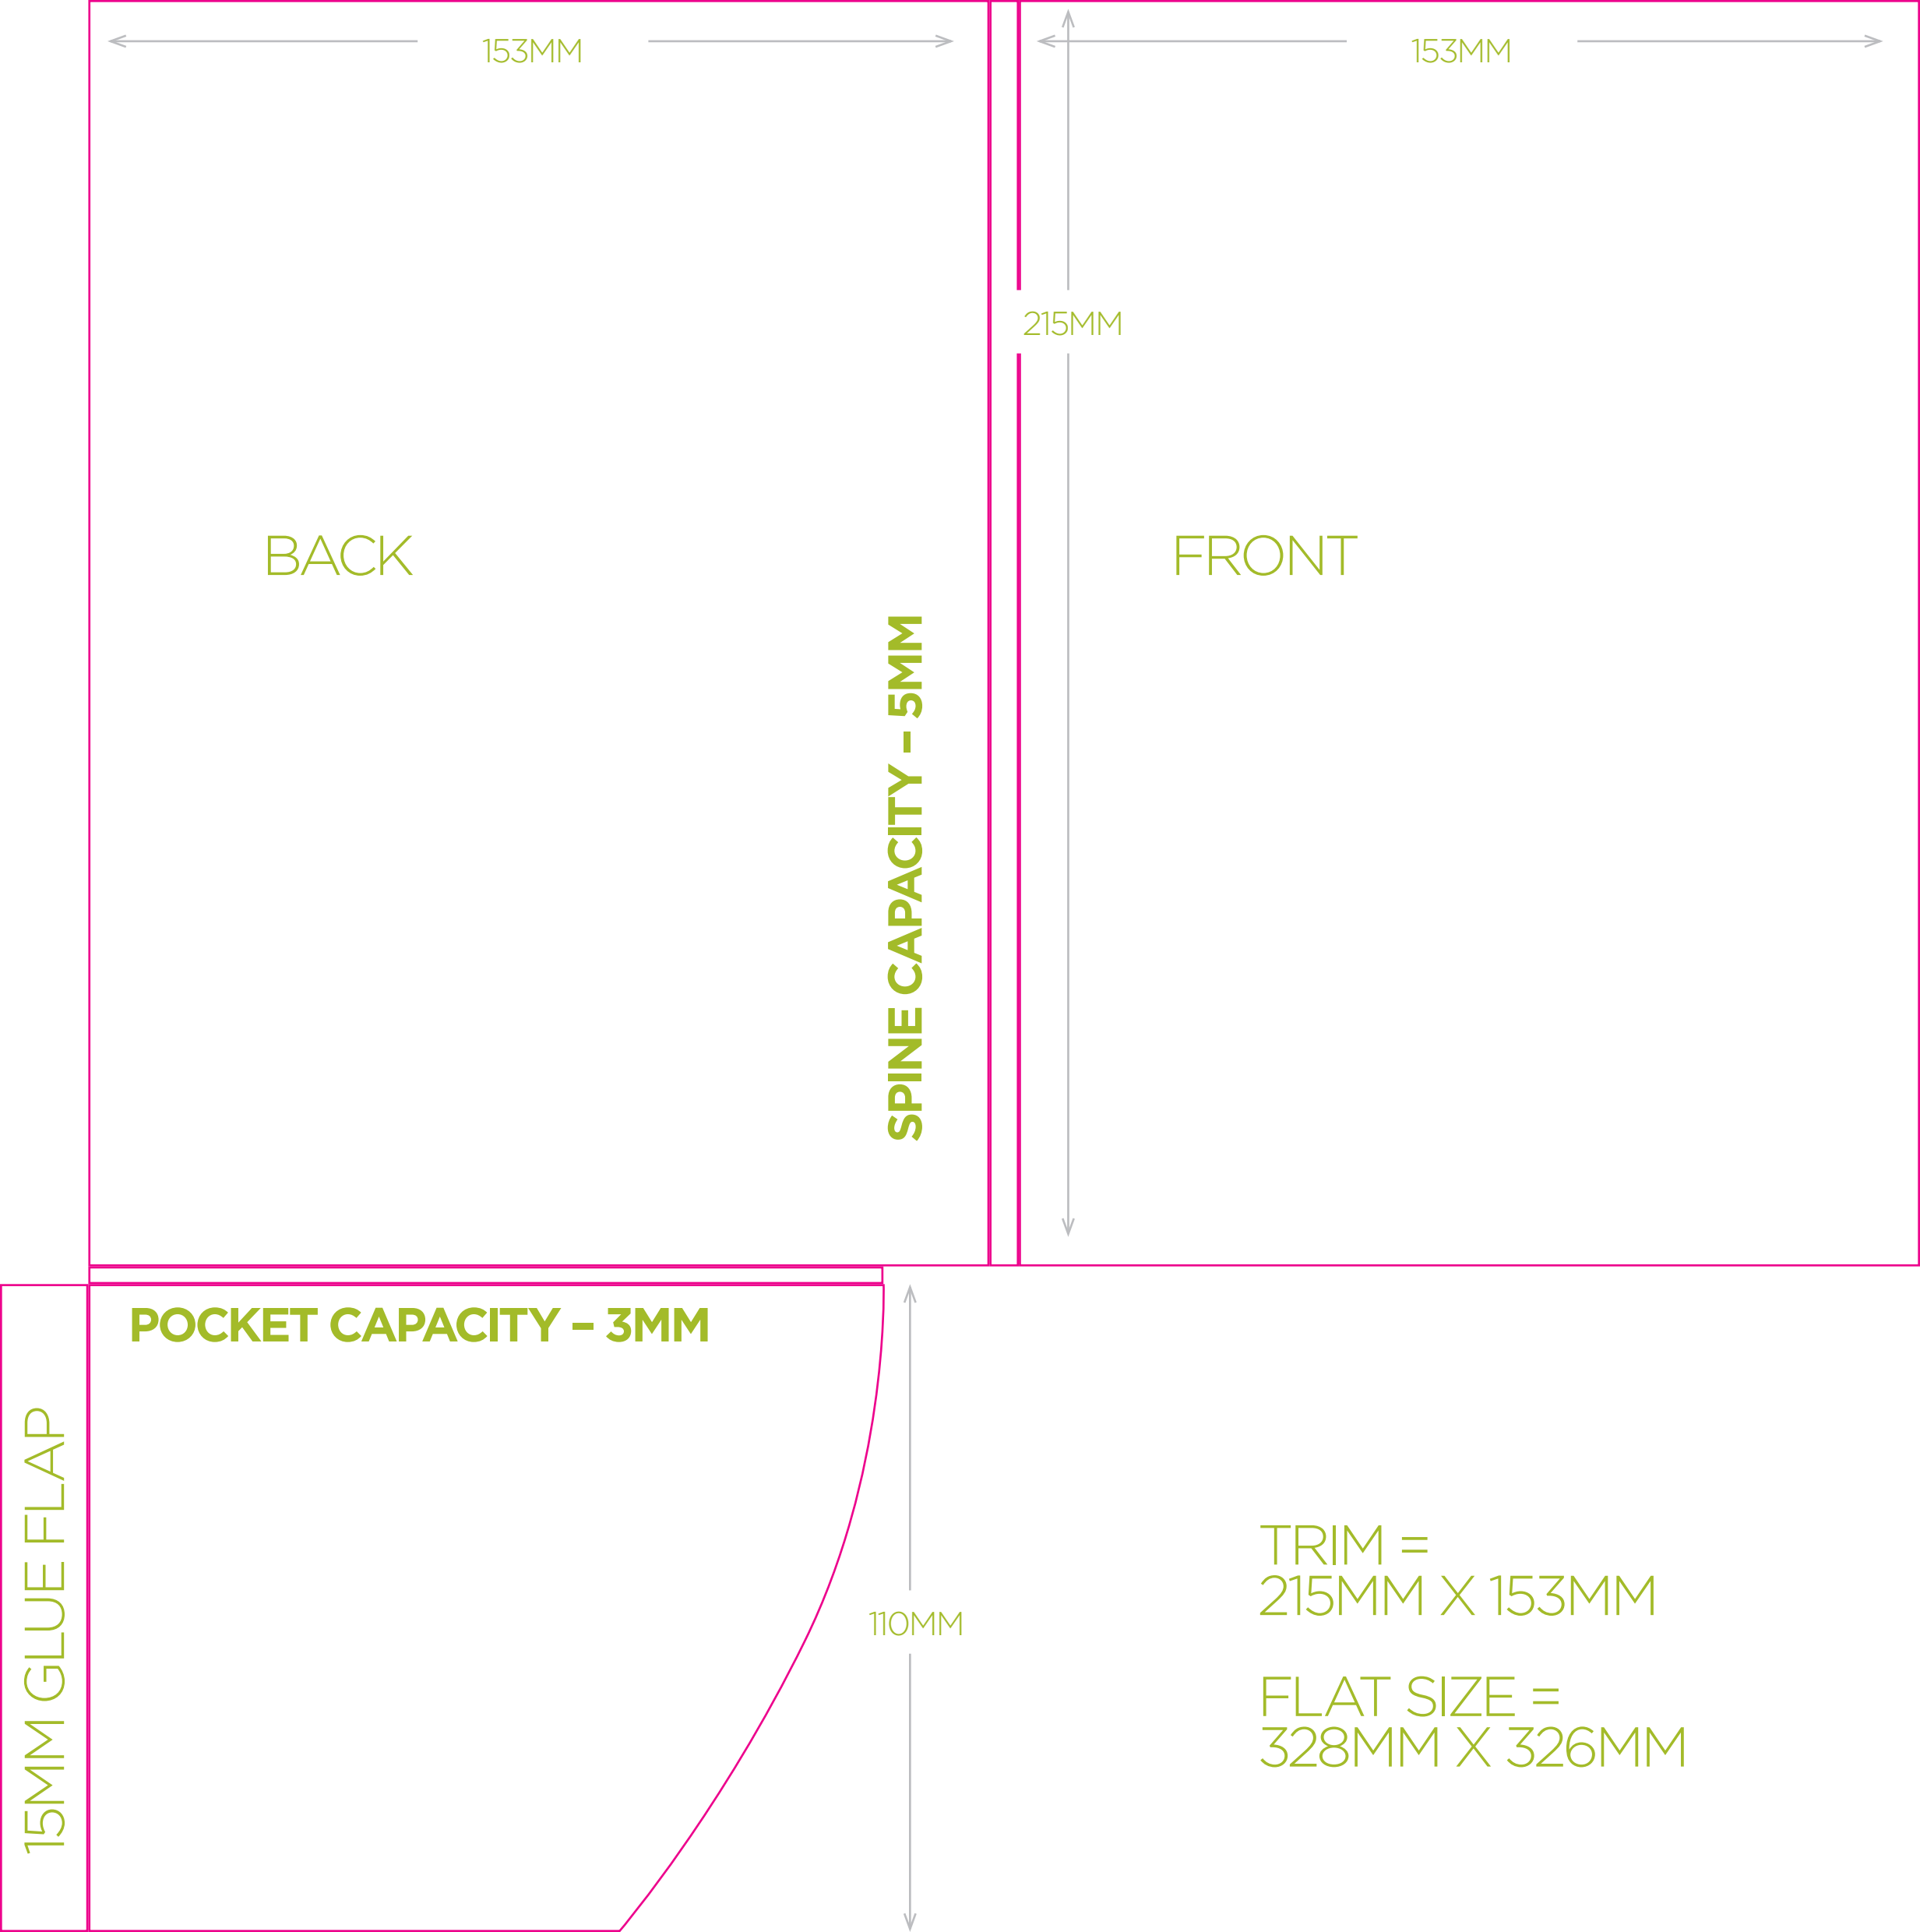 153MM
153MM
215MM
BACK
FRONT
SPINE CAPACITY – 5MM
POCKET CAPACITY – 3MM
15MM GLUE FLAP
110MM
TRIM =
215MM X 153MM
FLAT SIZE =
328MM X 326MM